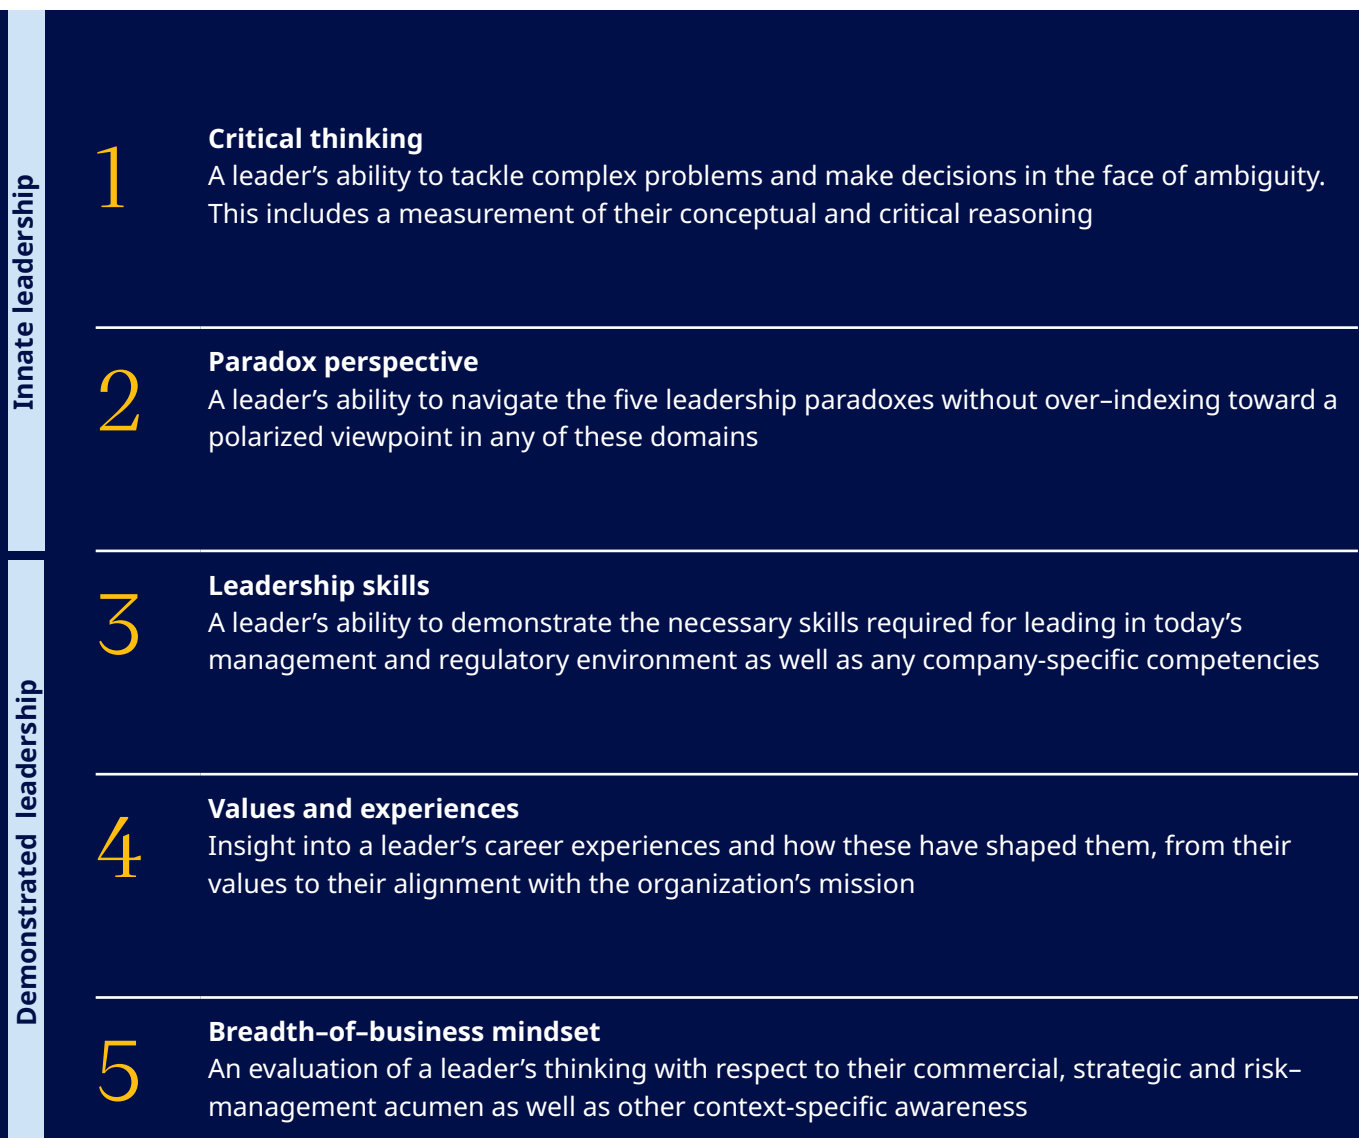 Innate leadership
1
Critical thinking
A leader’s ability to tackle complex problems and make decisions in the face of ambiguity.
This includes a measurement of their conceptual and critical reasoning
2
Paradox perspective
A leader’s ability to navigate the five leadership paradoxes without over–indexing toward a
polarized viewpoint in any of these domains
Demonstrated leadership
3
Leadership skills
A leader’s ability to demonstrate the necessary skills required for leading in today’s
management and regulatory environment as well as any company-specific competencies
4
Values and experiences
Insight into a leader’s career experiences and how these have shaped them, from their
values to their alignment with the organization’s mission
5
Breadth–of–business mindset
An evaluation of a leader’s thinking with respect to their commercial, strategic and risk–
management acumen as well as other context-specific awareness